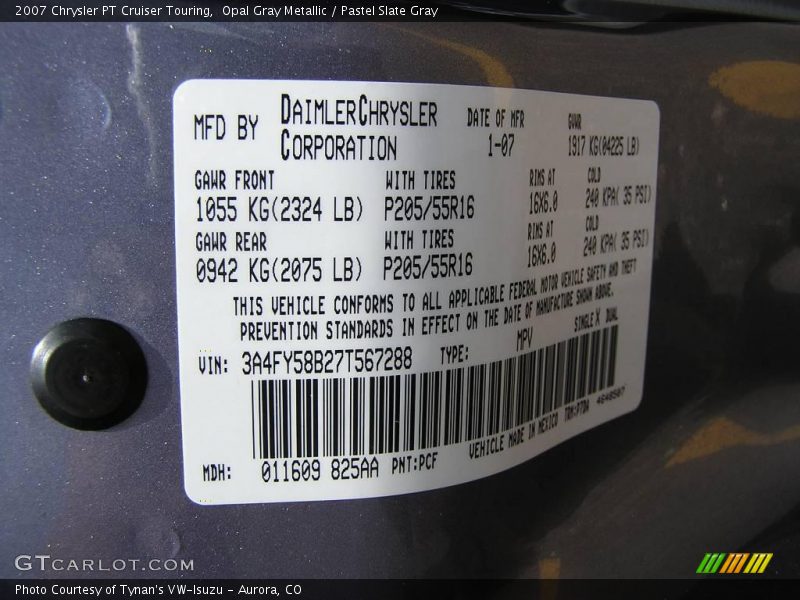 2007 Chrysler PT Cruiser Touring, Opal Gray Metallic / Pastel Slate Gray
MFD BY DAIMLERCHRYSLER CORPORATION DATE OF MFR 1-07 GVWR 1917 KG(04225 LB)
GAWR FRONT WITH TIRES RIMS AT COLD
1055 KG(2324 LB) P205/55R16 16X6.0 240 KPA( 35 PSI)
GAWR REAR WITH TIRES RIMS AT COLD
0942 KG(2075 LB) P205/55R16 16X6.0 240 KPA( 35 PSI)
THIS VEHICLE CONFORMS TO ALL APPLICABLE FEDERAL MOTOR VEHICLE SAFETY AND THEFT
PREVENTION STANDARDS IN EFFECT ON THE DATE OF MANUFACTURE SHOWN ABOVE.
VIN: 3A4FY58B27T567288 TYPE: MPV SINGLE X DUAL
MDH: 011609 825AA PNT:PCF VEHICLE MADE IN MEXICO TRM:P7DA 4648507
GTCARLOT.COM
Photo Courtesy of Tynan's VW-Isuzu - Aurora, CO